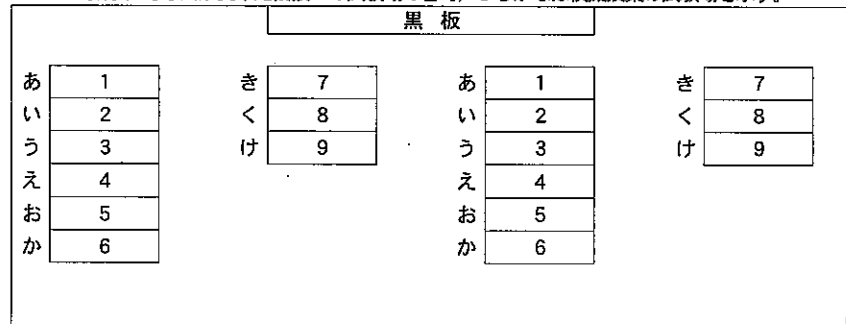 黒 板
あ 1 き 7 あ 1 き 7
い 2 く 8 い 2 く 8
う 3 け 9 う 3 け 9
え 4 え 4
お 5 お 5
か 6 か 6